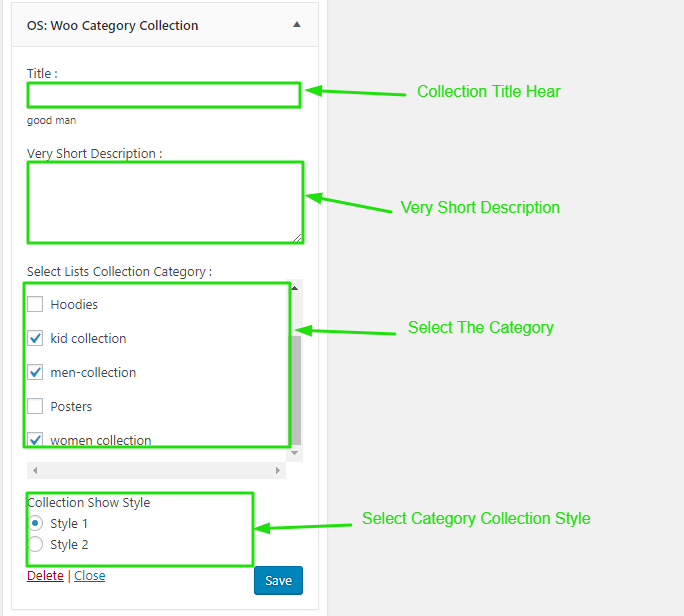 OS: Woo Category Collection
Title :
Collection Title Hear
good man
Very Short Description :
Very Short Description
Select Lists Collection Category :
Hoodies
kid collection
Select The Category
men-collection
Posters
women collection
Collection Show Style
Style 1
Select Category Collection Style
Style 2
Delete | Close
Save